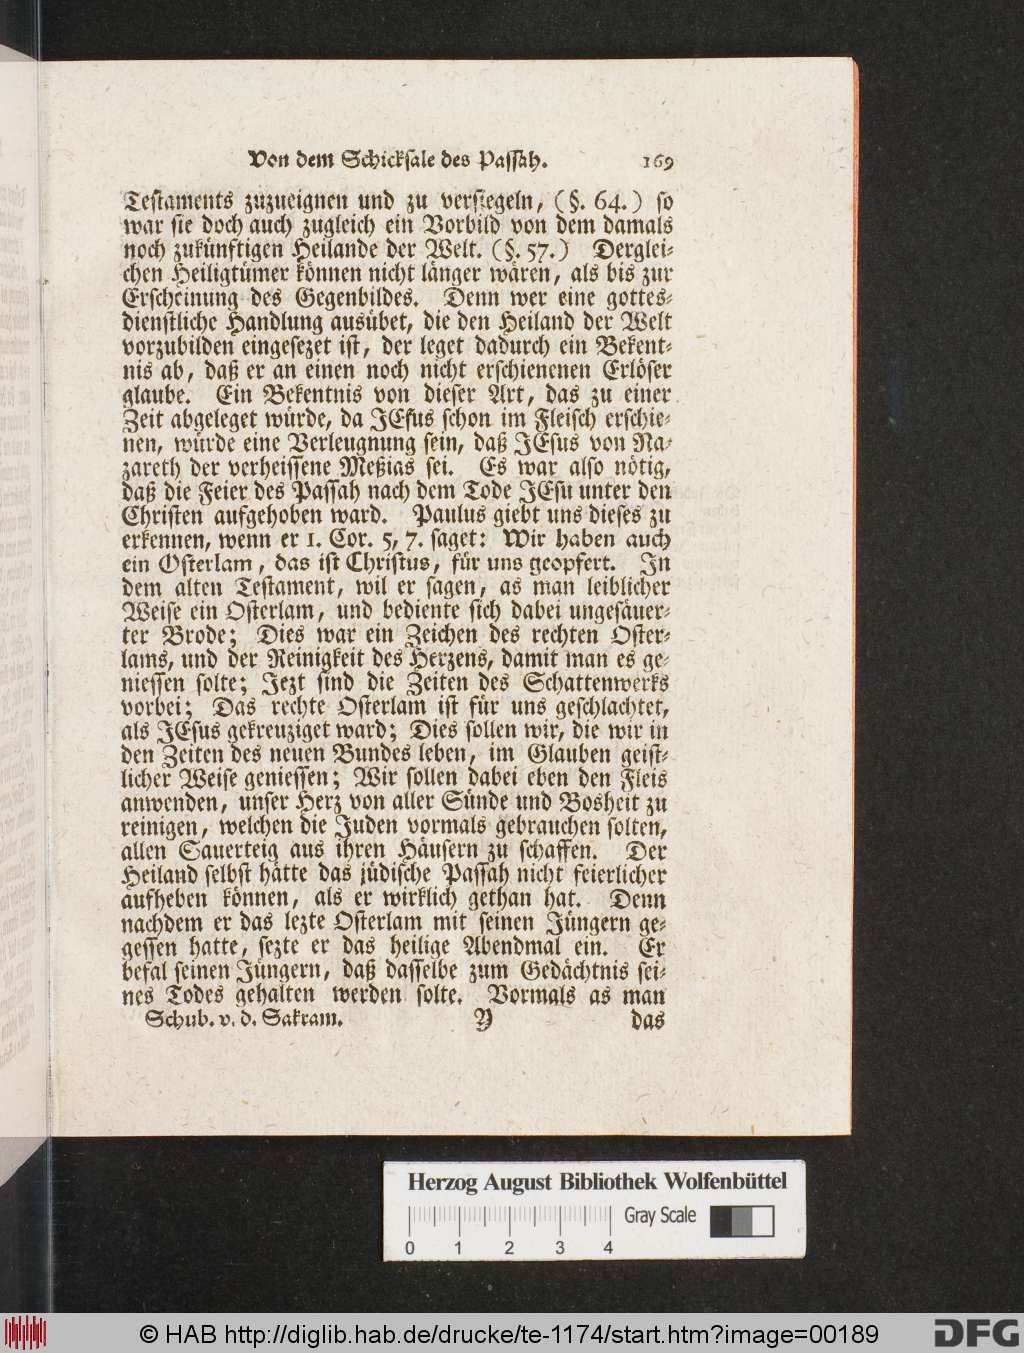 Von dem Schicksale des Passah. 169
Testaments zuzueignen und zu versiegeln, (§. 64.) so
war sie doch auch zugleich ein Vorbild von dem damals
noch zukünftigen Heilande der Welt. (§. 57.) Derglei-
chen Heiligtümer können nicht länger wären, als bis zur
Erscheinung des Gegenbildes. Denn wer eine gottes-
dienstliche Handlung ausübet, die den Heiland der Welt
vorzubilden eingesezet ist, der leget dadurch ein Bekent-
nis ab, daß er an einen noch nicht erschienenen Erlöser
glaube. Ein Bekentnis von dieser Art, das zu einer
Zeit abgeleget würde, da JEsus schon im Fleisch erschie-
nen, würde eine Verleugnung sein, daß JEsus von Na-
zareth der verheissene Meßias sei. Es war also nötig,
daß die Feier des Passah nach dem Tode JEsu unter den
Christen aufgehoben ward. Paulus giebt uns dieses zu
erkennen, wenn er 1. Cor. 5, 7. saget: Wir haben auch
ein Osterlam, das ist Christus, für uns geopfert. In
dem alten Testament, wil er sagen, as man leiblicher
Weise ein Osterlam, und bediente sich dabei ungesäuer-
ter Brode; Dies war ein Zeichen des rechten Oster-
lams, und der Reinigkeit des Herzens, damit man es ge-
niessen solte; Jezt sind die Zeiten des Schattenwerks
vorbei; Das rechte Osterlam ist für uns geschlachtet,
als JEsus gekreuziget ward; Dies sollen wir, die wir in
den Zeiten des neuen Bundes leben, im Glauben geist-
licher Weise geniessen; Wir sollen dabei eben den Fleis
anwenden, unser Herz von aller Sünde und Bosheit zu
reinigen, welchen die Juden vormals gebrauchen solten,
allen Sauerteig aus ihren Häusern zu schaffen. Der
Heiland selbst hätte das jüdische Passah nicht feierlicher
aufheben können, als er wirklich gethan hat. Denn
nachdem er das lezte Osterlam mit seinen Jüngern ge-
gessen hatte, sezte er das heilige Abendmal ein. Er
befal seinen Jüngern, daß dasselbe zum Gedächtnis sei-
nes Todes gehalten werden solte. Vormals as man
Schub. v. d. Sakram. Y das
Herzog August Bibliothek Wolfenbüttel
Gray Scale
0 1 2 3 4
© HAB http://diglib.hab.de/drucke/te-1174/start.htm?image=00189 DFG